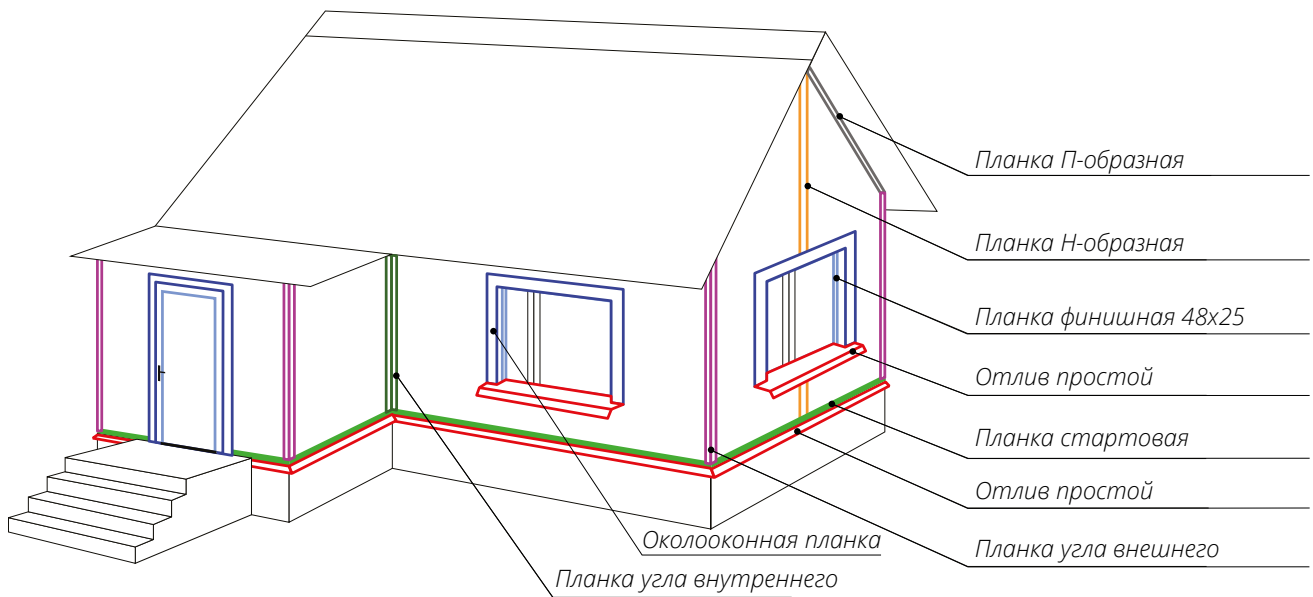 Планка П-образная
Планка Н-образная
Планка финишная 48х25
Отлив простой
Планка стартовая
Отлив простой
Околооконная планка
Планка угла внешнего
Планка угла внутреннего